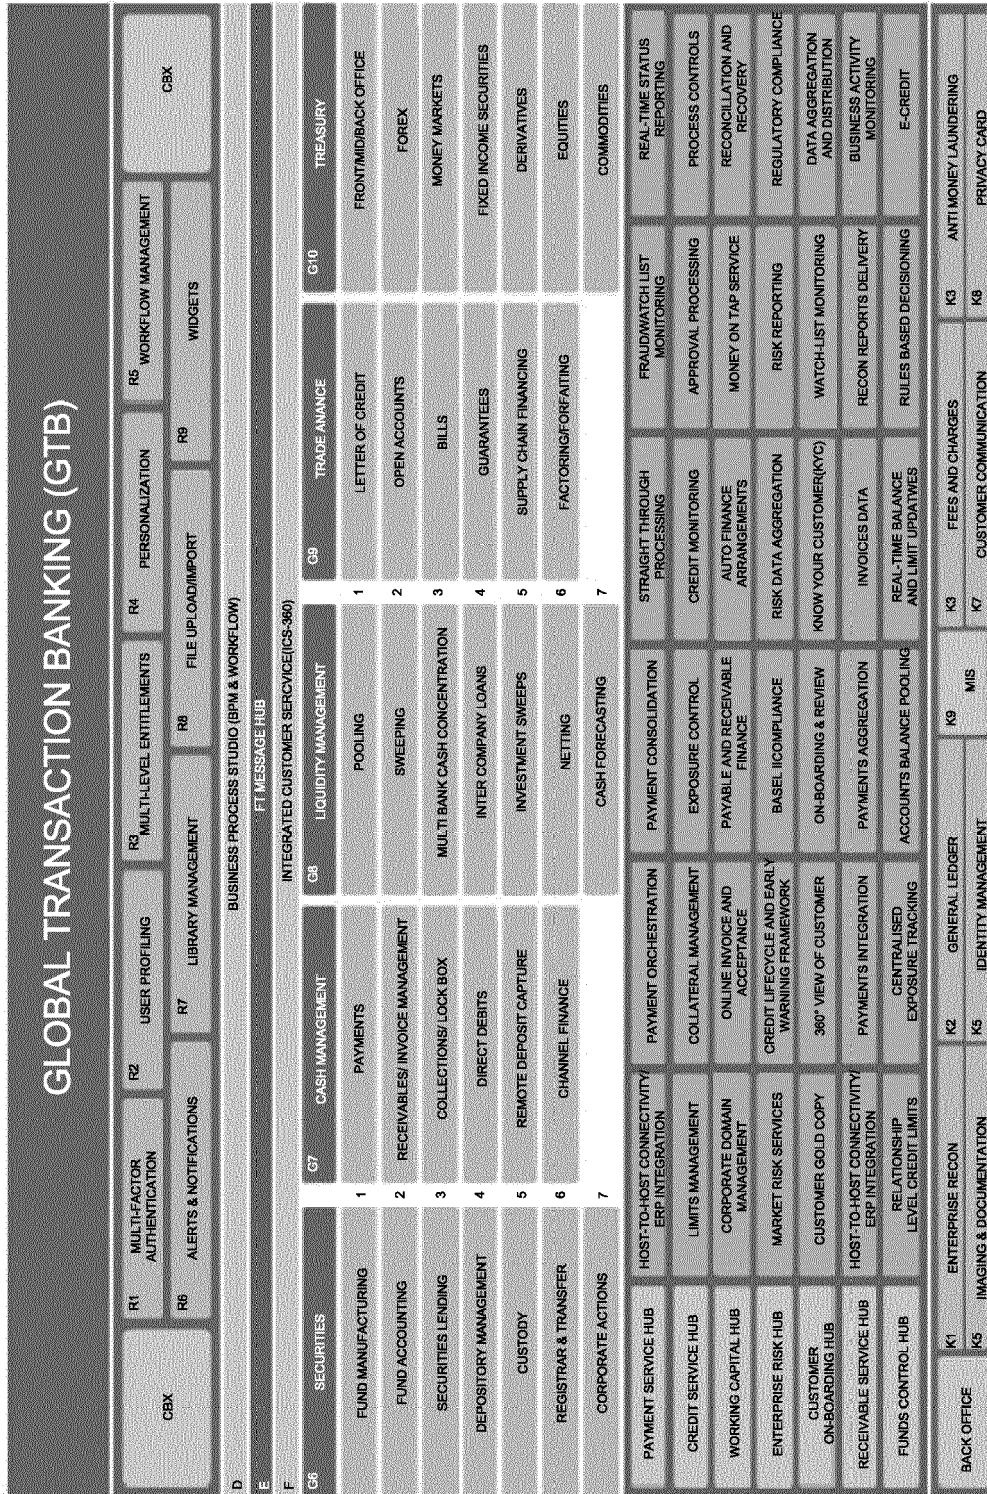 GLOBAL TRANSACTION BANKING (GTB)
CBX
R1
MULTI-FACTOR
AUTHENTICATION
R2
USER PROFILING
R3
MULTI-LEVEL ENTITLEMENTS
R4
PERSONALIZATION
R5
WORKFLOW MANAGEMENT
CBX
R6
ALERTS & NOTIFICATIONS
R7
LIBRARY MANAGEMENT
R8
FILE UPLOAD/IMPORT
R9
WIDGETS
D
BUSINESS PROCESS STUDIO (BPM & WORKFLOW)
E
FT MESSAGE HUB
F
INTEGRATED CUSTOMER SERCVICE(ICS-360)
G6
SECURITIES
FUND MANUFACTURING
FUND ACCOUNTING
SECURITIES LENDING
DEPOSITORY MANAGEMENT
CUSTODY
REGISTRAR & TRANSFER
CORPORATE ACTIONS
1
2
3
4
5
6
7
G7
CASH MANAGEMENT
PAYMENTS
RECEIVABLES/ INVOICE MANAGEMENT
COLLECTIONS/ LOCK BOX
DIRECT DEBITS
REMOTE DEPOSIT CAPTURE
CHANNEL FINANCE
G8
LIQUIDITY MANAGEMENT
POOLING
SWEEPING
MULTI BANK CASH CONCENTRATION
INTER COMPANY LOANS
INVESTMENT SWEEPS
NETTING
CASH FORECASTING
1
2
3
4
5
6
7
G9
TRADE ANANCE
LETTER OF CREDIT
OPEN ACCOUNTS
BILLS
GUARANTEES
SUPPLY CHAIN FINANCING
FACTORING/FORFAITING
G10
TREASURY
FRONT/MID/BACK OFFICE
FOREX
MONEY MARKETS
FIXED INCOME SECURITIES
DERIVATIVES
EQUITIES
COMMODITIES
PAYMENT SERVICE HUB
HOST-TO-HOST CONNECTIVITY/
ERP INTEGRATION
PAYMENT ORCHESTRATION
PAYMENT CONSOLIDATION
STRAIGHT THROUGH
PROCESSING
FRAUD/WATCH LIST
MONITORING
REAL-TIME STATUS
REPORTING
CREDIT SERVICE HUB
LIMITS MANAGEMENT
COLLATERAL MANAGEMENT
EXPOSURE CONTROL
CREDIT MONITORING
APPROVAL PROCESSING
PROCESS CONTROLS
WORKING CAPITAL HUB
CORPORATE DOMAIN
MANAGEMENT
ONLINE INVOICE AND
ACCEPTANCE
PAYABLE AND RECEIVABLE
FINANCE
AUTO FINANCE
ARRANGEMENTS
MONEY ON TAP SERVICE
RECONCILLATION AND
RECOVERY
ENTERPRISE RISK HUB
MARKET RISK SERVICES
CREDIT LIFECYCLE AND EARLY
WARNINING FRAMEWORK
BASEL IICOMPLIANCE
RISK DATA AGGREGATION
RISK REPORTING
REGULATORY COMPLIANCE
CUSTOMER
ON-BOARDING HUB
CUSTOMER GOLD COPY
360° VIEW OF CUSTOMER
ON-BOARDING & REVIEW
KNOW YOUR CUSTOMER(KYC)
WATCH-LIST MONITORING
DATA AGGREGATION
AND DISTRIBUTION
RECEIVABLE SERVICE HUB
HOST-TO-HOST CONNECTIVITY/
ERP INTEGRATION
PAYMENTS INTEGRATION
PAYMENTS AGGREGATION
INVOICES DATA
RECON REPORTS DELIVERY
BUSINESS ACTIVITY
MONITORING
FUNDS CONTROL HUB
RELATIONSHIP
LEVEL CREDIT LIMITS
CENTRALISED
EXPOSURE TRACKING
ACCOUNTS BALANCE POOLING
REAL-TIME BALANCE
AND LIMIT UPDATWES
RULES BASED DECISIONING
E-CREDIT
BACK OFFICE
K1
ENTERPRISE RECON
K2
GENERAL LEDGER
K9
MIS
K3
FEES AND CHARGES
K3
ANTI MONEY LAUNDERING
K5
IMAGING & DOCUMENTATION
K5
IDENTITY MANAGEMENT
K7
CUSTOMER COMMUNICATION
K8
PRIVACY CARD